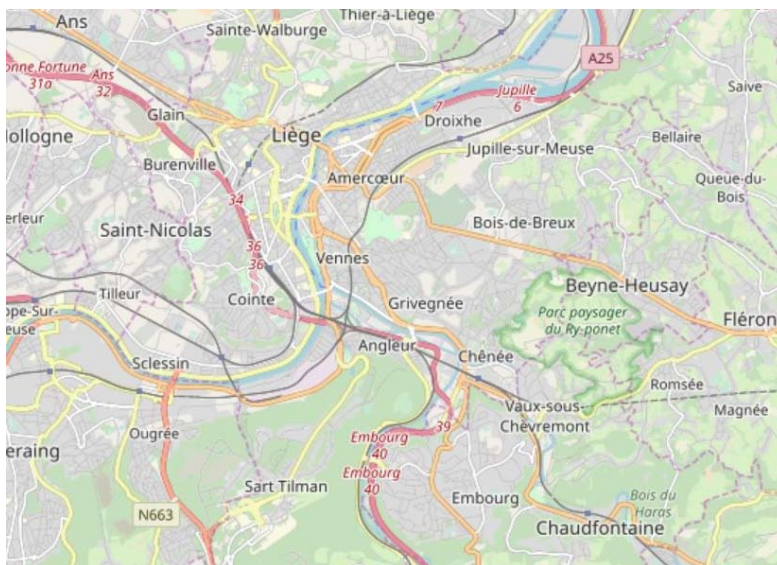 Ans
Thier-à-Liège
Sainte-Walburge
A25
onne Fortune
31a
Ans
32
Jupille
6
7
Saive
Glain
Droixhe
ollogne
Liège
Bellaire
Burenville
Jupille-sur-Meuse
Amercœur
Queue-du-
Bois
34
erleur
Saint-Nicolas
Bois-de-Breux
36
36
Vennes
Beyne-Heusay
Tilleur
Cointe
Grivegnée
ope-Sur-
euse
Parc paysager
du Ry-ponet
Fléron
Angleur
Chênée
Sclessin
Romsée
Vaux-sous-
Chèvremont
Magnée
Ougrée
39
Embourg
40
eraing
Embourg
40
Sart Tilman
Embourg
Bois du
Haras
N663
Chaudfontaine